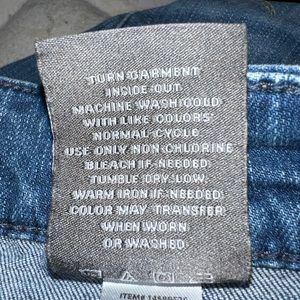 TURN GARMENT
INSIDE OUT
MACHINE WASH COLD
WITH LIKE COLORS
NORMAL CYCLE
USE ONLY NON CHLORINE
BLEACH IF NEEDED
TUMBLE DRY LOW
WARM IRON IF NEEDED
COLOR MAY TRANSFER
WHEN WORN
OR WASHED
ITEM#